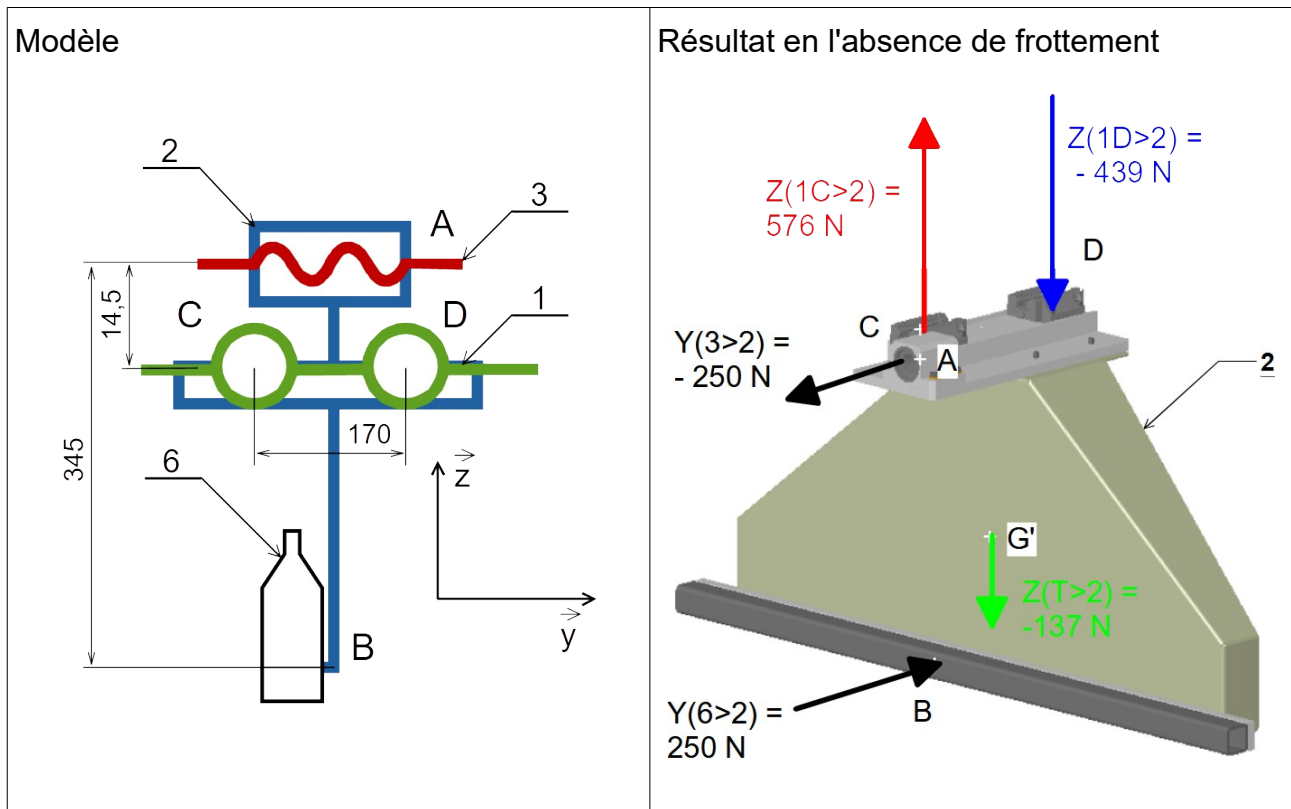 Modèle
2
A
3
14,5
C
D
1
345
170
6
z
B
y
Résultat en l'absence de frottement
Z(1D>2) =
- 439 N
Z(1C>2) =
576 N
D
C
Y(3>2) =
- 250 N
A
2
G'
Z(T>2) =
-137 N
Y(6>2) =
250 N
B